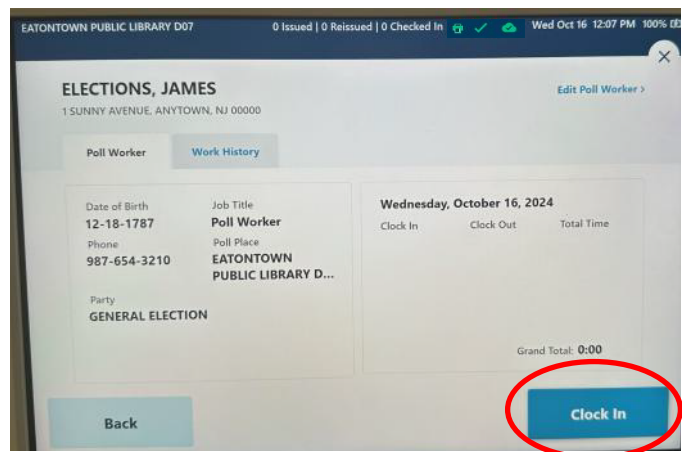 EATONTOWN PUBLIC LIBRARY D07 0 Issued | 0 Reissued | 0 Checked In Wed Oct 16 12:07 PM 100%
ELECTIONS, JAMES
Edit Poll Worker >
1 SUNNY AVENUE, ANYTOWN, NJ 00000
Poll Worker Work History
Date of Birth Job Title
12-18-1787 Poll Worker
Phone Poll Place
987-654-3210 EATONTOWN
PUBLIC LIBRARY D...
Party
GENERAL ELECTION
Wednesday, October 16, 2024
Clock In Clock Out Total Time
Grand Total: 0:00
Back Clock In